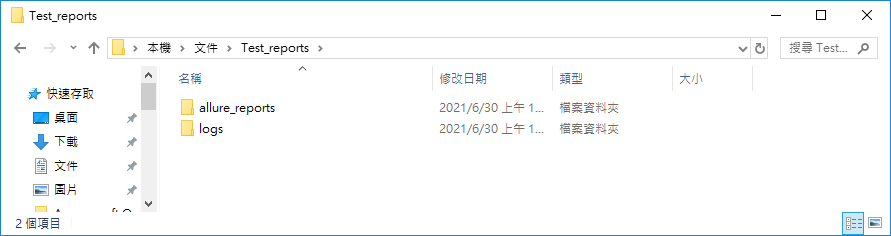 Test_reports
本機 文件 Test_reports
搜尋 Test...
名稱 修改日期 類型 大小
快速存取
桌面
下載
文件
圖片
allure_reports 2021/6/30 上午 1... 檔案資料夾
logs 2021/6/30 上午 1... 檔案資料夾
2 個項目